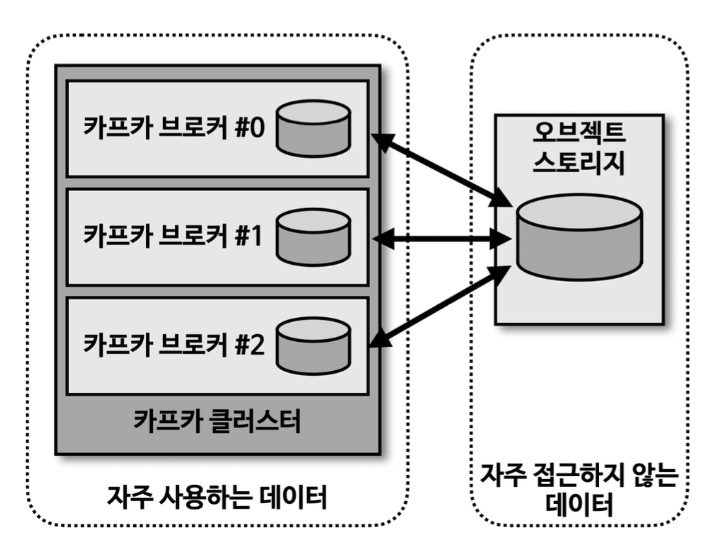 카프카 브로커 #0
카프카 브로커 #1
카프카 브로커 #2
카프카 클러스터
자주 사용하는 데이터
오브젝트
스토리지
자주 접근하지 않는
데이터